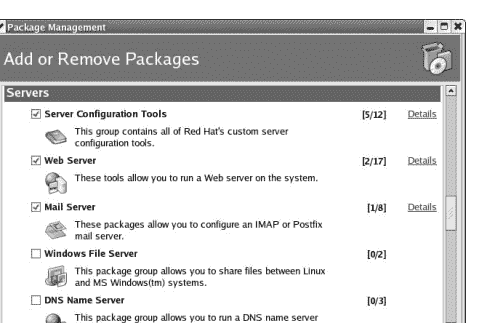 Package Management
Add or Remove Packages
Servers
Server Configuration Tools [5/12] Details
This group contains all of Red Hat's custom server
configuration tools.
Web Server [2/17] Details
These tools allow you to run a Web server on the system.
Mail Server [1/8] Details
These packages allow you to configure an IMAP or Postfix
mail server.
Windows File Server [0/2]
This package group allows you to share files between Linux
and MS Windows(tm) systems.
DNS Name Server [0/3]
This package group allows you to run a DNS name server